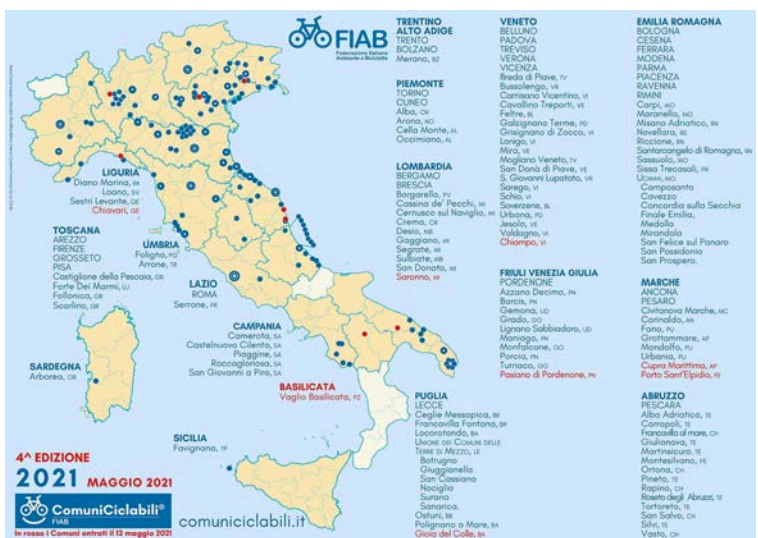 FIAB
Federazione Italiana
Ambiente e Bicicletta
TRENTINO
ALTO ADIGE
TRENTO
BOLZANO
Merano, BZ
PIEMONTE
TORINO
CUNEO
Alba, CN
Arona, NO
Cella Monte, AL
Occimiano, AL
LOMBARDIA
BERGAMO
BRESCIA
Borgarello, PV
Cassina de' Pecchi, MI
Cernusco sul Naviglio, MI
Crema, CR
Desio, MB
Gaggiano, MI
Segrate, MI
Sulbiate, MB
San Donato, MI
Saronno,
VENETO
BELLUNO
PADOVA
TREVISO
VERONA
VICENZA
Breda di Piave, TV
Bussolengo, VR
Camisano Vicentino, VI
Cavallino Treporti, VE
Feltre, BL
Galzignano Terme, PD
Grisignano di Zocco, VI
Lonigo, VI
Mira, VE
Mogliano Veneto, TV
San Donà di Piave, VE
S. Giovanni Lupatoto, VR
Sarego, VI
Schio, VI
Soverzene, BL
Urbana, PD
Jesolo, VE
Valdagno, VI
Chiampo, VI
FRIULI VENEZIA GIULIA
PORDENONE
Azzano Decimo, PN
Barcis, PN
Gemona, UD
Grado, GO
Lignano Sabbiadoro, UD
Maniago, PN
Monfalcone, GO
Porcia, PN
Turriaco, GO
Pasiano di Pordenone, PN
EMILIA ROMAGNA
BOLOGNA
CESENA
FERRARA
MODENA
PARMA
PIACENZA
RAVENNA
RIMINI
Carpi, MO
Maranello, MO
Misano Adriatico, RN
Novellara, RE
Riccione, RN
Santarcangelo di Romagna, RN
Sassuolo, MO
Sissa Trecasali, PR
Ucman, MO
Camposanto
Cavezzo
Concordia sulla Secchia
Finale Emilia,
Medolla
Mirandola
San Felice sul Panaro
San Possidonio
San Prospero.
MARCHE
ANCONA
PESARO
Civitanova Marche, MC
Corinaldo, AN
Fano, PU
Grottammare, AP
Mondolfo, PU
Urbania, PU
Cupra Marittima, AP
Porto Sant'Elpidio,
ABRUZZO
PESCARA
Alba Adriatica, TE
Corropoli, TE
Francavilla al mare, CH
Giulianova, TE
Martinsicuro, TE
Montesilvano, PE
Ortona, CH
Pineto, TE
Rapino, CH
Roseto degli Abruzzi, TE
Tortoreto, TE
San Salvo, CH
Silvi, TE
Vasto, CH
LIGURIA
Diano Marina, IM
Loano, SV
Sestri Levante, GE
Chiavari, GE
TOSCANA
AREZZO
FIRENZE
GROSSETO
PISA
Castiglione della Pescaia, GR
Forte Dei Marmi, LU
Follonica, GR
Scarlino, GR
UMBRIA
Foligno, PG
Arrone, TR
LAZIO
ROMA
Serrone, FR
CAMPANIA
Camerota, SA
Castelnuovo Cilento, SA
Piaggine, SA
Roccagloriosa, SA
San Giovanni a Piro, SA
BASILICATA
Vaglio Basilicata, PZ
SARDEGNA
Arborea, OR
SICILIA
Favignana, TP
PUGLIA
LECCE
Ceglie Messapica, BR
Francavilla Fontana, BR
Locorotondo, BA
UNIONE DEI COMUNI DELLE
TERRE DI MEZZO, LE
Botrugno
Giuggianello
San Cassiano
Nociglia
Surano
Sanarica.
Ostuni, BR
Polignano a Mare, BA
Gioia del Colle, BA
4^ EDIZIONE
2021 MAGGIO 2021
ComuniCiclabili®
FIAB
comuniciclabili.it
In rosso i Comuni entrati il 13 maggio 2021